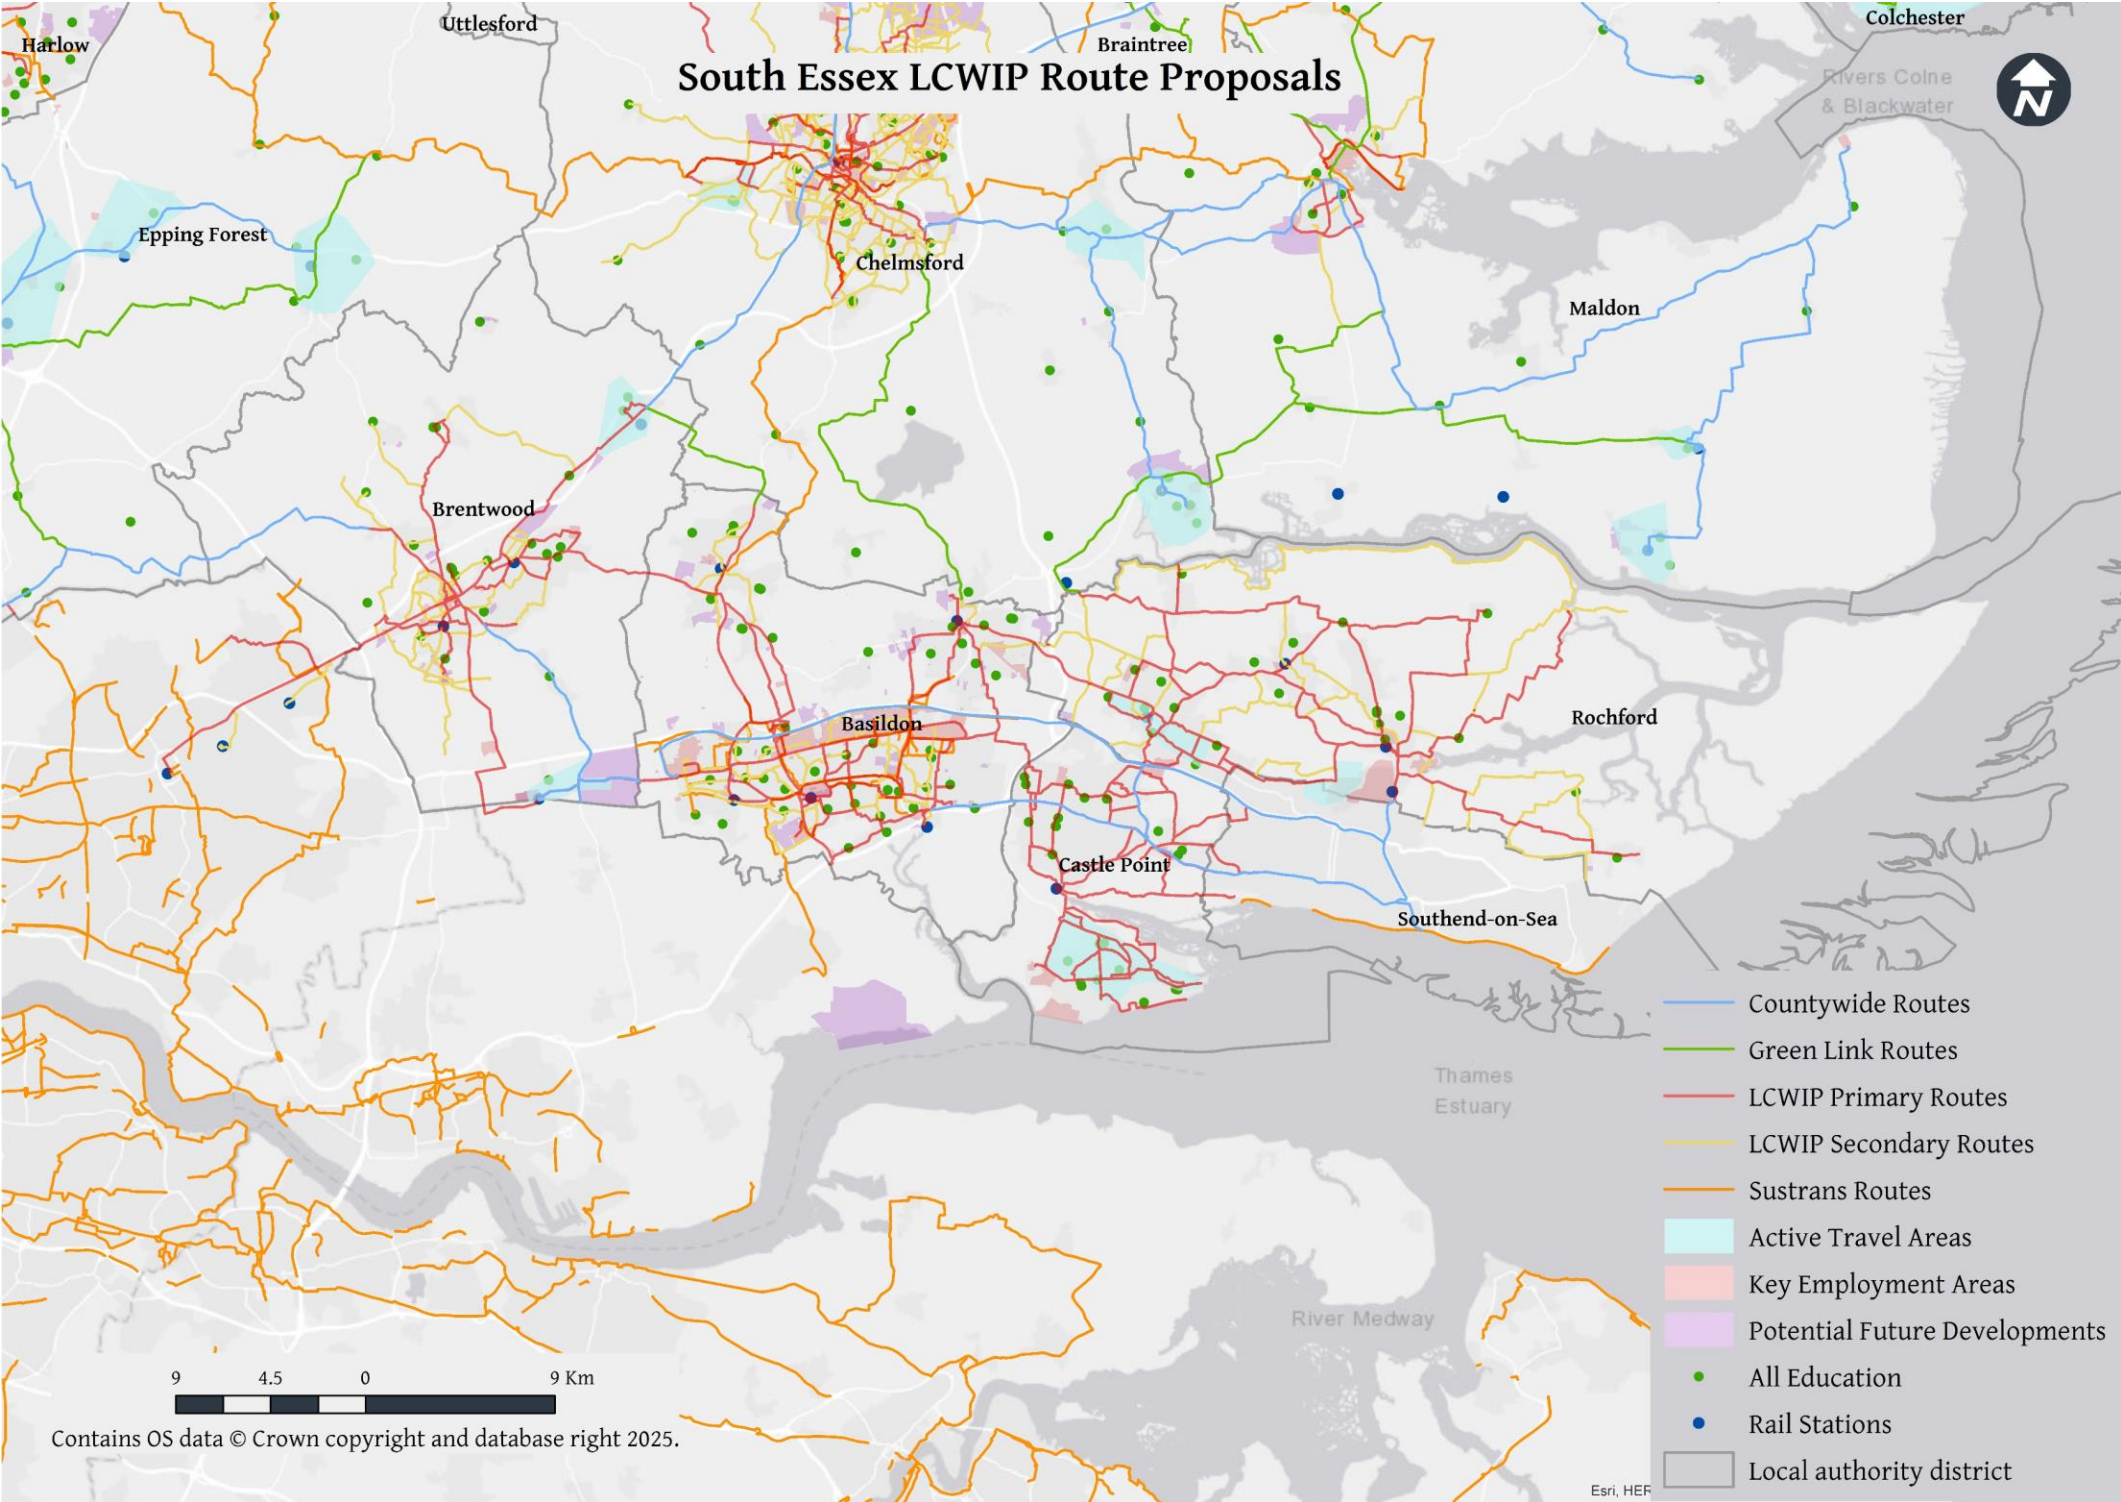 Uttlesford
Colchester
Harlow
Braintree
South Essex LCWIP Route Proposals
Rivers Colne
& Blackwater
N
Epping Forest
Chelmsford
Maldon
Brentwood
Basildon
Rochford
Castle Point
Southend-on-Sea
Thames
Estuary
River Medway
Countywide Routes
Green Link Routes
LCWIP Primary Routes
LCWIP Secondary Routes
Sustrans Routes
Active Travel Areas
Key Employment Areas
Potential Future Developments
All Education
Rail Stations
Local authority district
9 4.5 0 9 Km
Contains OS data © Crown copyright and database right 2025.
Esri, HER